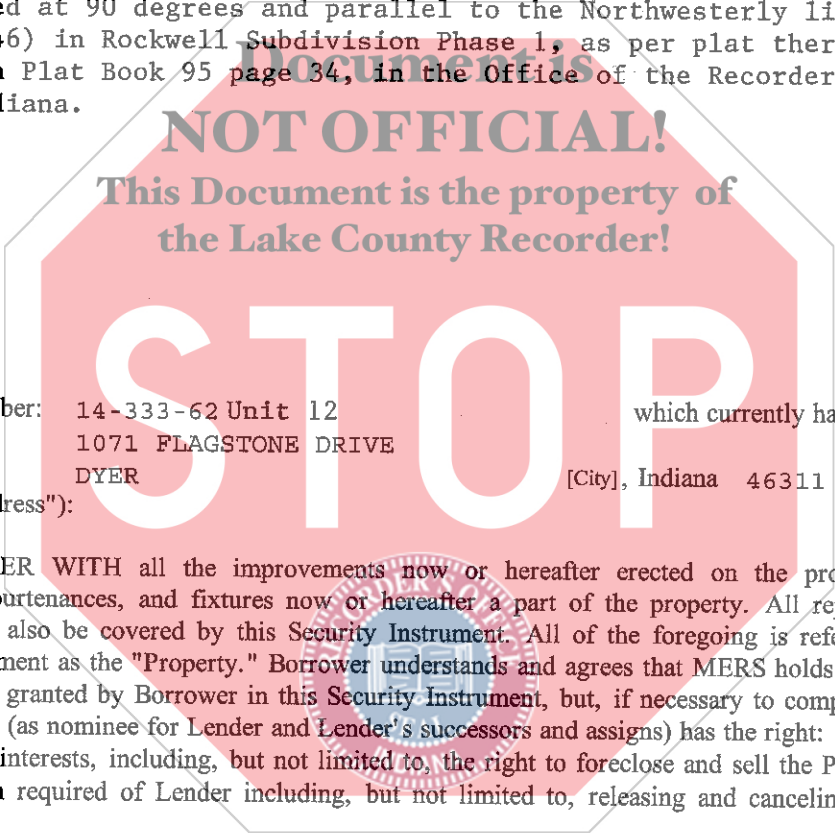 ed at 90 degrees and parallel to the Northwesterly li
46) in Rockwell Subdivision Phase 1, as per plat ther
n Plat Book 95 page 34, in the Office of the Recorder
diana.
Document is
NOT OFFICIAL!
This Document is the property of
the Lake County Recorder!
STOP
ber: 14-333-62 Unit 12 which currently ha
1071 FLAGSTONE DRIVE
DYER [City], Indiana 46311
ress"):
ER WITH all the improvements now or hereafter erected on the pro
urtenances, and fixtures now or hereafter a part of the property. All re
also be covered by this Security Instrument. All of the foregoing is refe
ment as the "Property." Borrower understands and agrees that MERS holds
granted by Borrower in this Security Instrument, but, if necessary to comp
(as nominee for Lender and Lender's successors and assigns) has the right:
interests, including, but not limited to, the right to foreclose and sell the P
n required of Lender including, but not limited to, releasing and cancelin
RECORDER'S OFFICE
SEAL